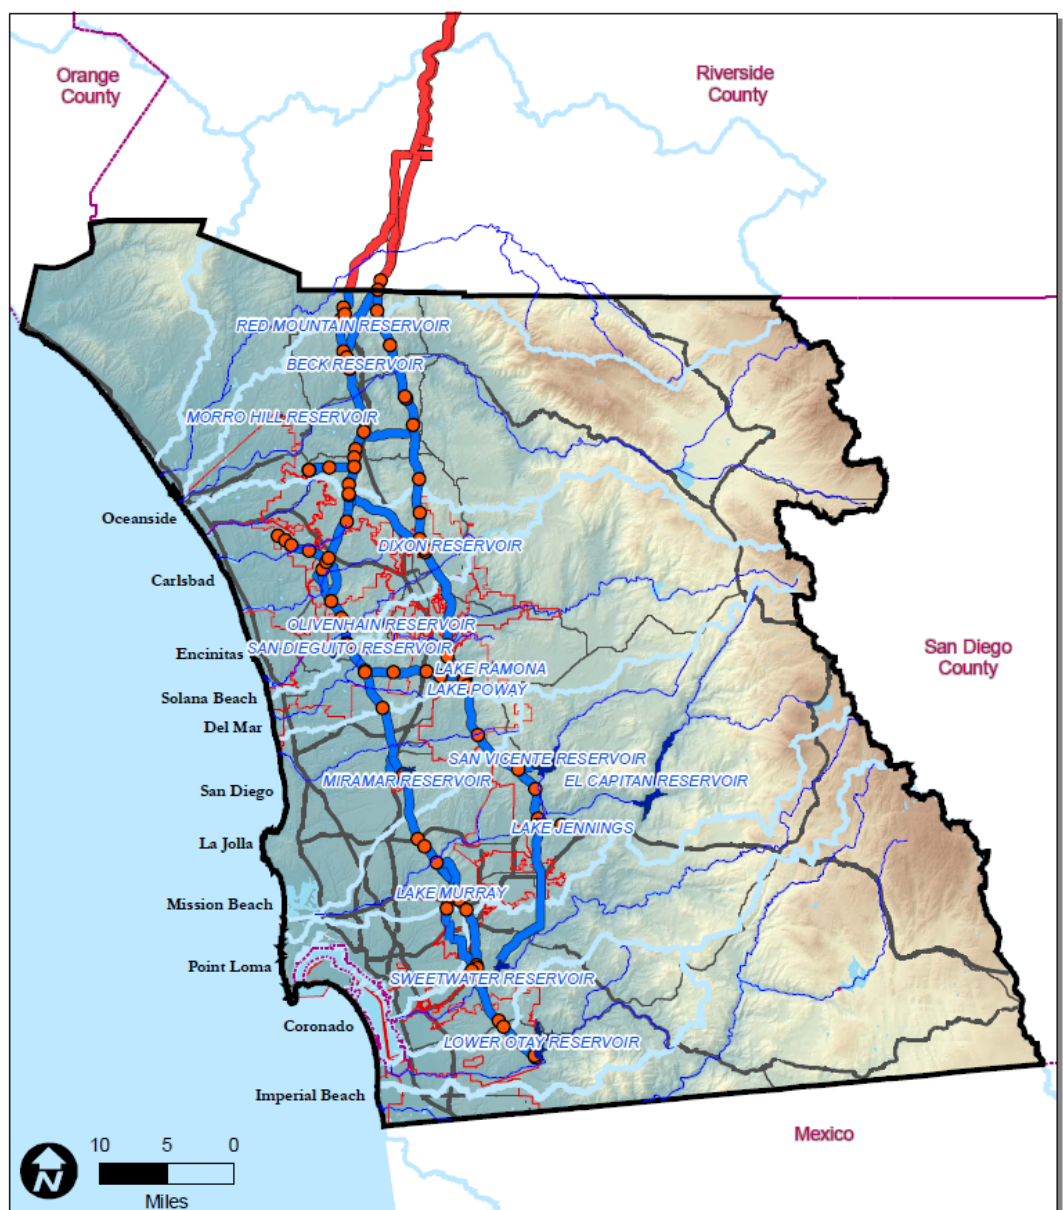 Orange
County
Riverside
County
RED MOUNTAIN RESERVOIR
BECK RESERVOIR
MORRO HILL RESERVOIR
Oceanside
DIXON RESERVOIR
Carlsbad
OLIVENHAIN RESERVOIR
SAN DIEGUITO RESERVOIR
Encinitas
San Diego
County
LAKE RAMONA
LAKE POWAY
Solana Beach
Del Mar
SAN VICENTE RESERVOIR
MIRAMAR RESERVOIR
EL CAPITAN RESERVOIR
San Diego
LAKE JENNINGS
La Jolla
LAKE MURRAY
Mission Beach
Point Loma
SWEETWATER RESERVOIR
Coronado
LOWER OTAY RESERVOIR
Imperial Beach
Mexico
10 5 0
N
Miles